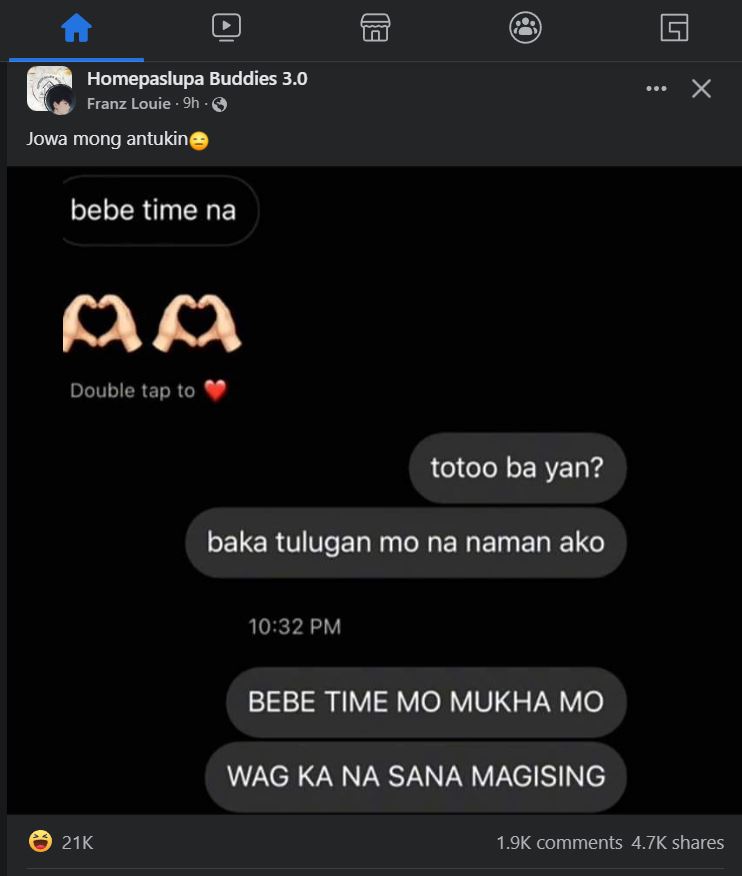 Homepaslupa Buddies 3.0
Franz Louie · 9h ·
Jowa mong antukin😑
bebe time na
🫶🏻🫶🏻
Double tap to ❤️
totoo ba yan?
baka tulugan mo na naman ako
10:32 PM
BEBE TIME MO MUKHA MO
WAG KA NA SANA MAGISING
😆 21K 1.9K comments 4.7K shares